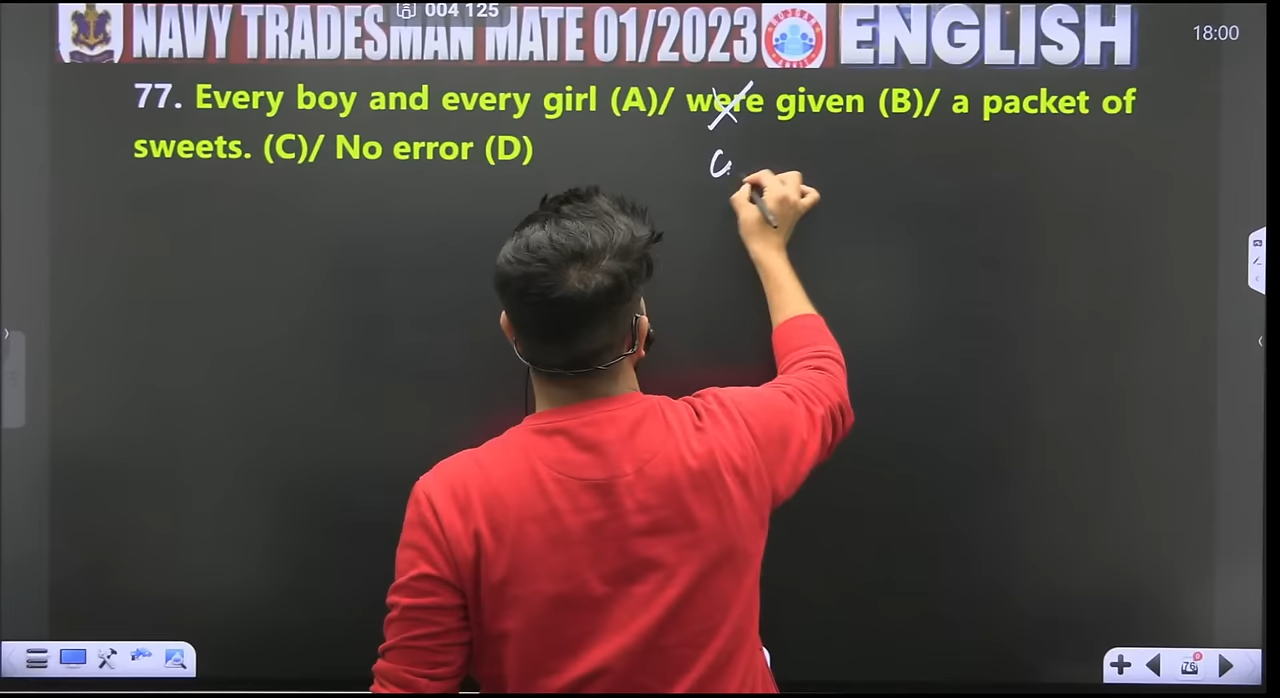 004 125
NAVY TRADESMAN MATE 01/2023 ENGLISH
18:00
77. Every boy and every girl (A)/ were given (B)/ a packet of
sweets. (C)/ No error (D)
76